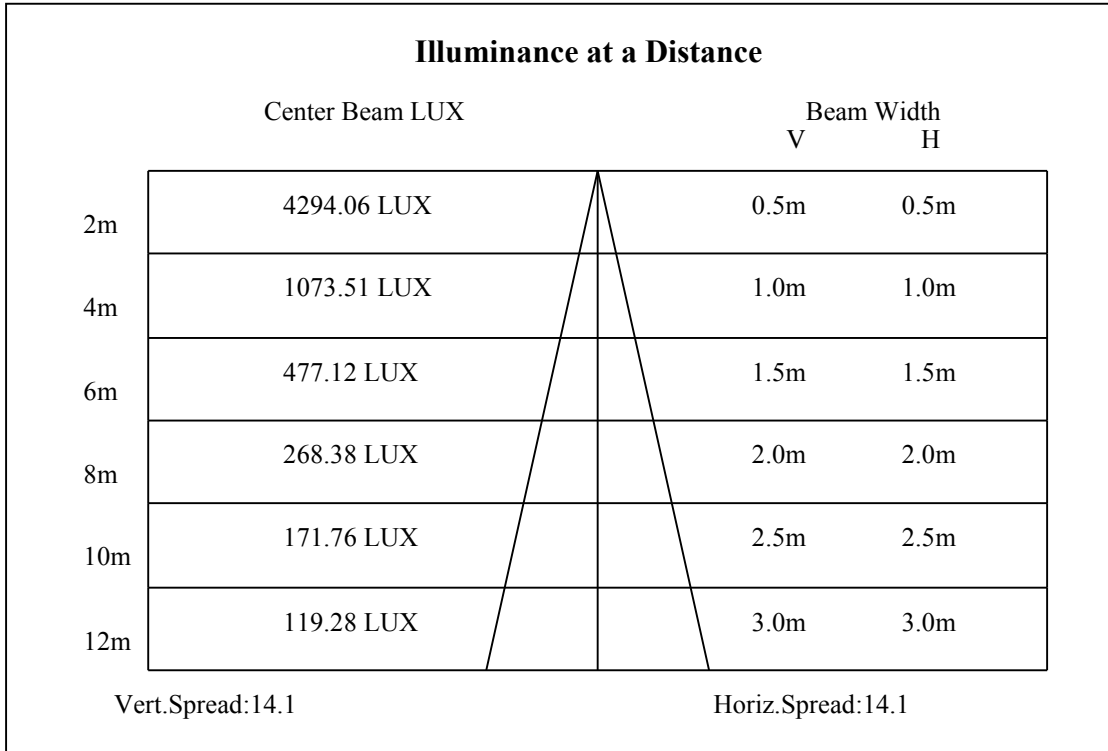 Illuminance at a Distance
Center Beam LUX Beam Width
V H
2m 4294.06 LUX 0.5m 0.5m
4m 1073.51 LUX 1.0m 1.0m
6m 477.12 LUX 1.5m 1.5m
8m 268.38 LUX 2.0m 2.0m
10m 171.76 LUX 2.5m 2.5m
12m 119.28 LUX 3.0m 3.0m
Vert.Spread:14.1 Horiz.Spread:14.1